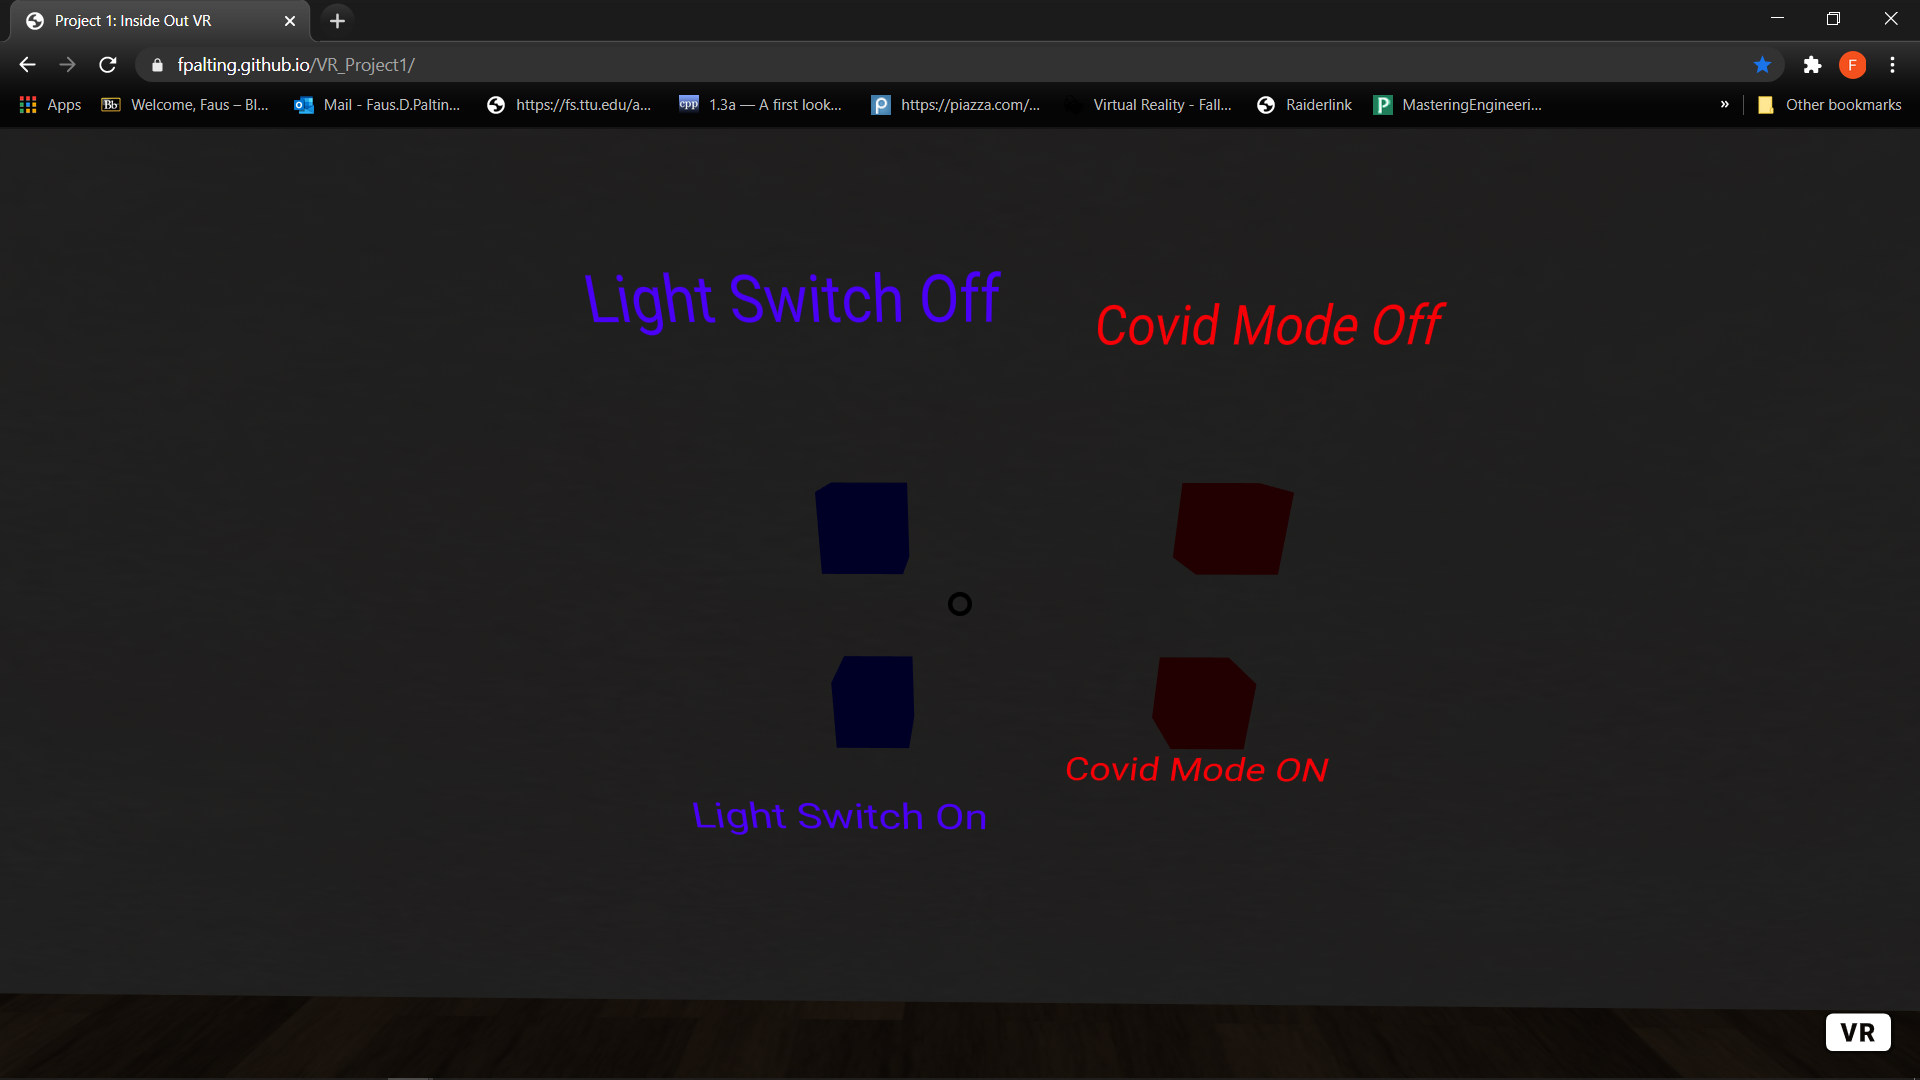 Project 1: Inside Out VR
fpalting.github.io/VR_Project1/
F
Apps
Bb Welcome, Faus – Bl...
Mail - Faus.D.Paltin...
https://fs.ttu.edu/a...
cpp 1.3a — A first look...
https://piazza.com/...
Virtual Reality - Fall...
Raiderlink
P MasteringEngineeri...
»
Other bookmarks
Light Switch Off
Covid Mode Off
Covid Mode ON
Light Switch On
VR